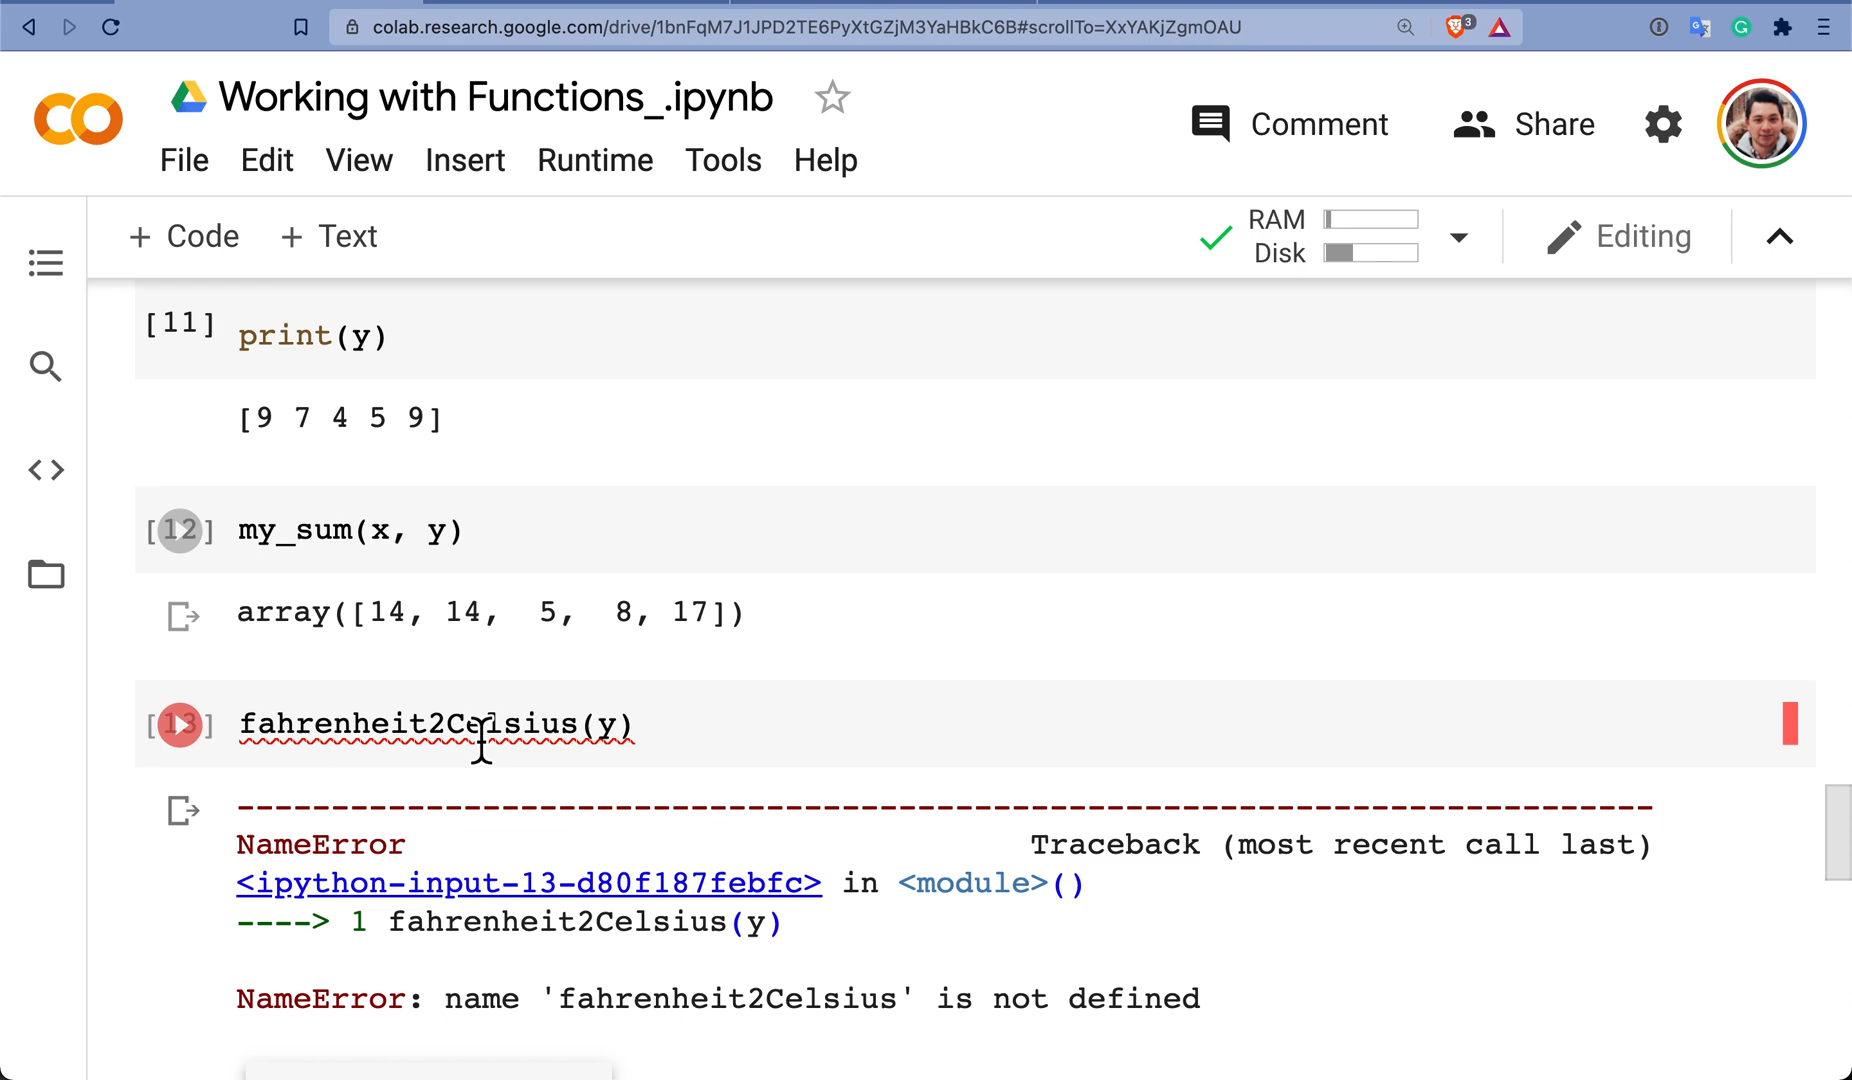 colab.research.google.com/drive/1bnFqM7J1JPD2TE6PyXtGZjM3YaHBkC6B#scrollTo=XxYAKjZgmOAU
3
Working with Functions_.ipynb
Comment
Share
File Edit View Insert Runtime Tools Help
+ Code + Text
RAM
Disk
Editing
[11] print(y)
[9 7 4 5 9]
[12] my_sum(x, y)
array([14, 14,  5,  8, 17])
[13] fahrenheit2Celsius(y)
---------------------------------------------------------------------------
NameError Traceback (most recent call last)
<ipython-input-13-d80f187febfc> in <module>()
----> 1 fahrenheit2Celsius(y)
NameError: name 'fahrenheit2Celsius' is not defined